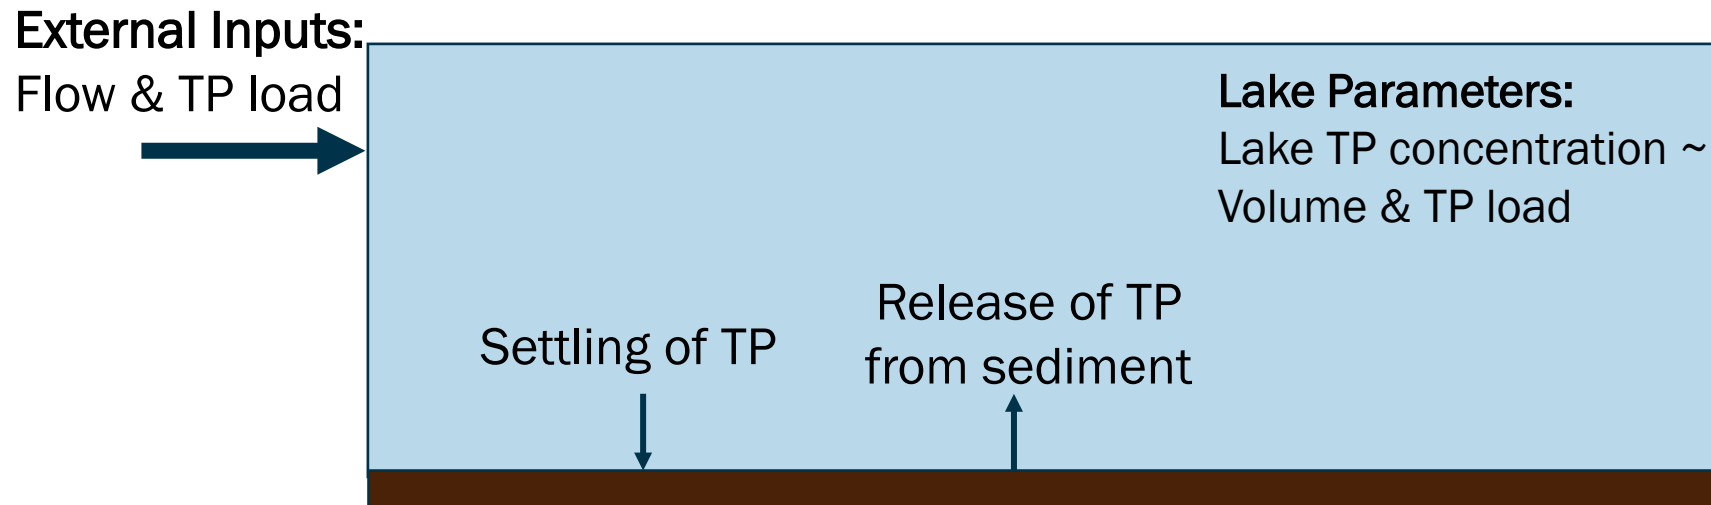 External Inputs:
Flow & TP load
Lake Parameters:
Lake TP concentration ~
Volume & TP load
Settling of TP
Release of TP
from sediment